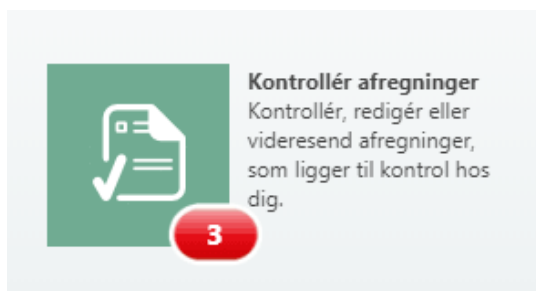 Kontrollér afregninger
Kontrollér, redigér eller
videresend afregninger,
som ligger til kontrol hos
dig.
3